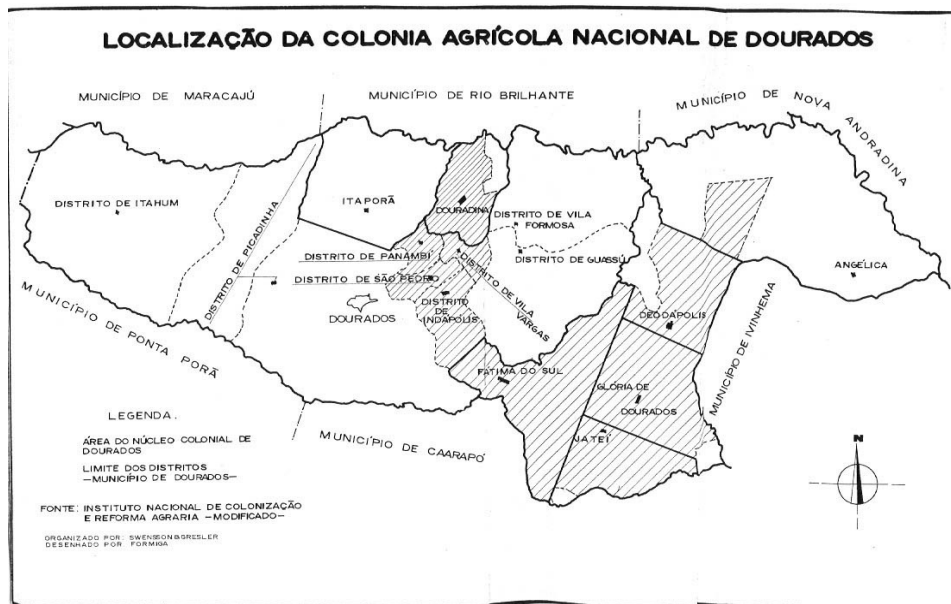 LOCALIZAÇÃO DA COLONIA AGRÍCOLA NACIONAL DE DOURADOS
MUNICÍPIO DE MARACAJÚ
MUNICÍPIO DE RIO BRILHANTE
MUNICÍPIO DE NOVA ANDRADINA
DISTRITO DE ITAHUM
DISTRITO DE PICADINHA
ITAPORÃ
DOURADINA
DISTRITO DE VILA
FORMOSA
DISTRITO DE PANAMBÍ
DISTRITO DE GUASSÚ
DISTRITO DE SÃO PEDRO
DISTRITO DE VILA
VARGAS
ANGÉLICA
DISTRITO
DE
INDÁPOLIS
DOURADOS
DEODÁPOLIS
MUNICÍPIO DE PONTA PORÃ
MUNICÍPIO DE IVINHEMA
FÁTIMA DO SUL
GLÓRIA DE
DOURADOS
JATEÍ
MUNICÍPIO DE CAARAPÓ
N
LEGENDA.
ÁREA DO NÚCLEO COLONIAL DE
DOURADOS
LIMITE DOS DISTRITOS
—MUNICÍPIO DE DOURADOS—
FONTE: INSTITUTO NACIONAL DE COLONIZAÇÃO
E REFORMA AGRARIA —MODIFICADO—
ORGANIZADO POR: SWENSSON & GRESLER
DESENHADO POR FORMIGA